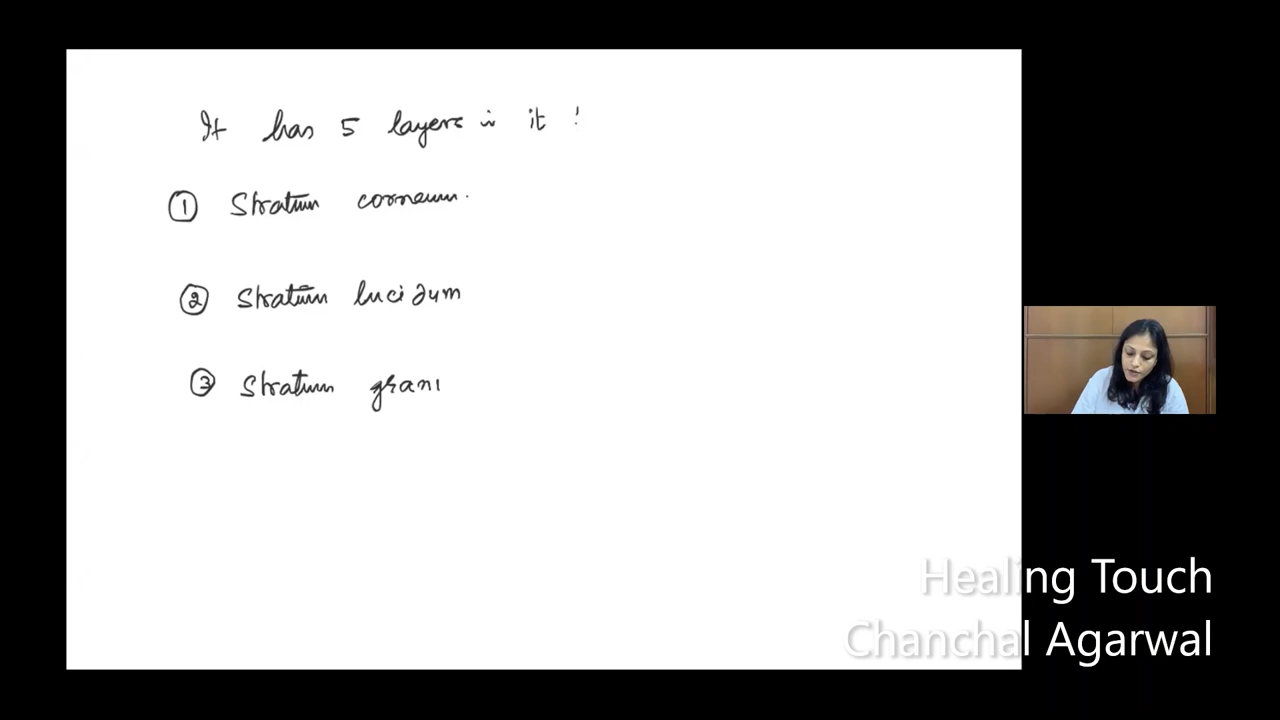 It has 5 layers in it :
① Stratum corneum.
② Stratum lucidum
③ Stratum grani
Healing Touch
Chanchal Agarwal